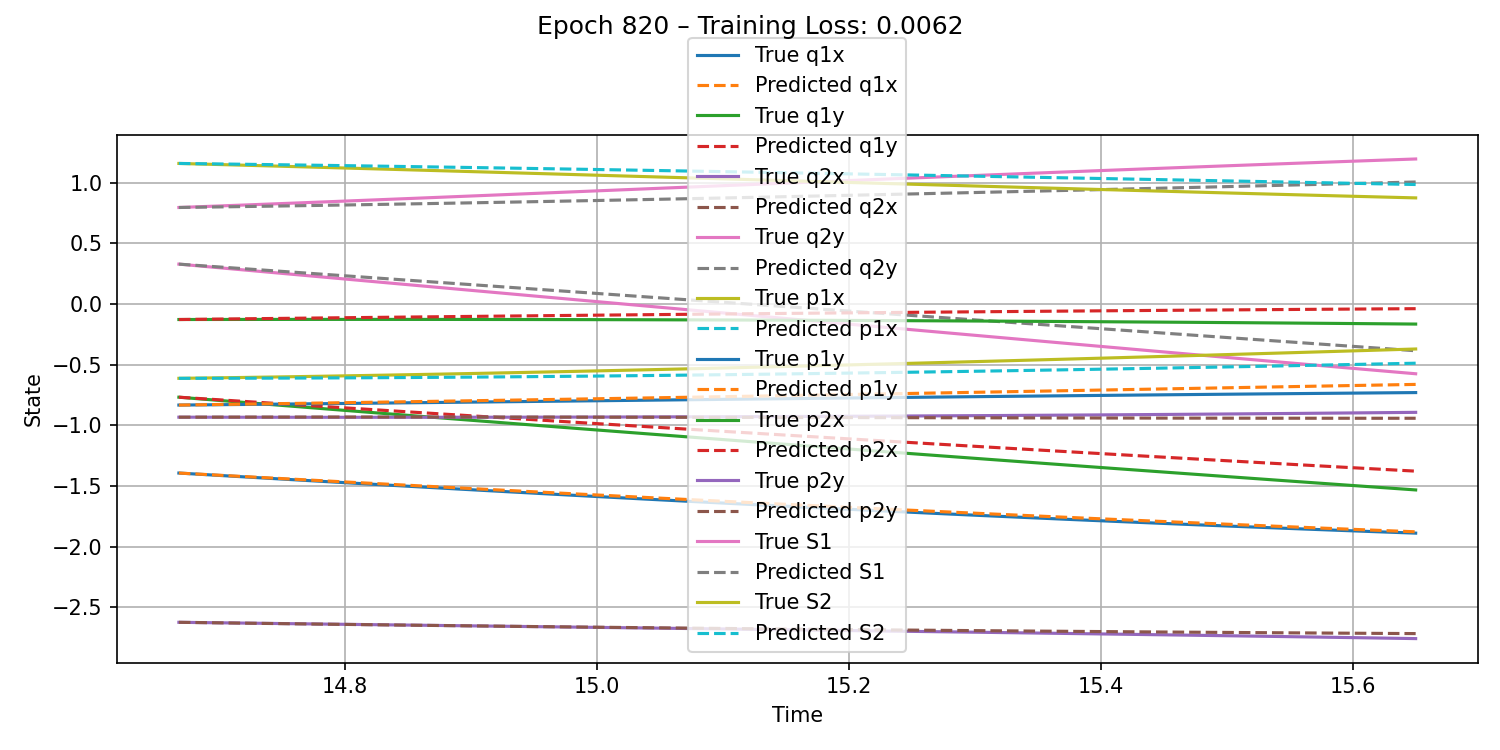 Epoch 820 – Training Loss: 0.0062
True q1x
Predicted q1x
True q1y
Predicted q1y
True q2x
Predicted q2x
True q2y
Predicted q2y
True p1x
Predicted p1x
True p1y
Predicted p1y
True p2x
Predicted p2x
True p2y
Predicted p2y
True S1
Predicted S1
True S2
Predicted S2
State
1.0
0.5
0.0
−0.5
−1.0
−1.5
−2.0
−2.5
14.8
15.0
15.2
15.4
15.6
Time